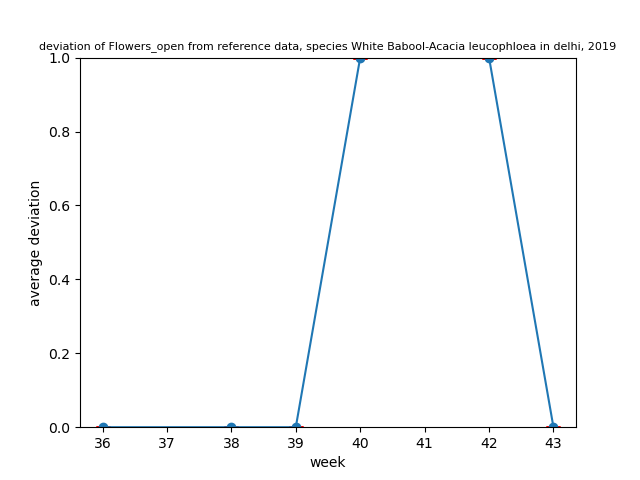 deviation of Flowers_open from reference data, species White Babool-Acacia leucophloea in delhi, 2019
1.0
0.8
0.6
0.4
0.2
0.0
average deviation
36 37 38 39 40 41 42 43
week